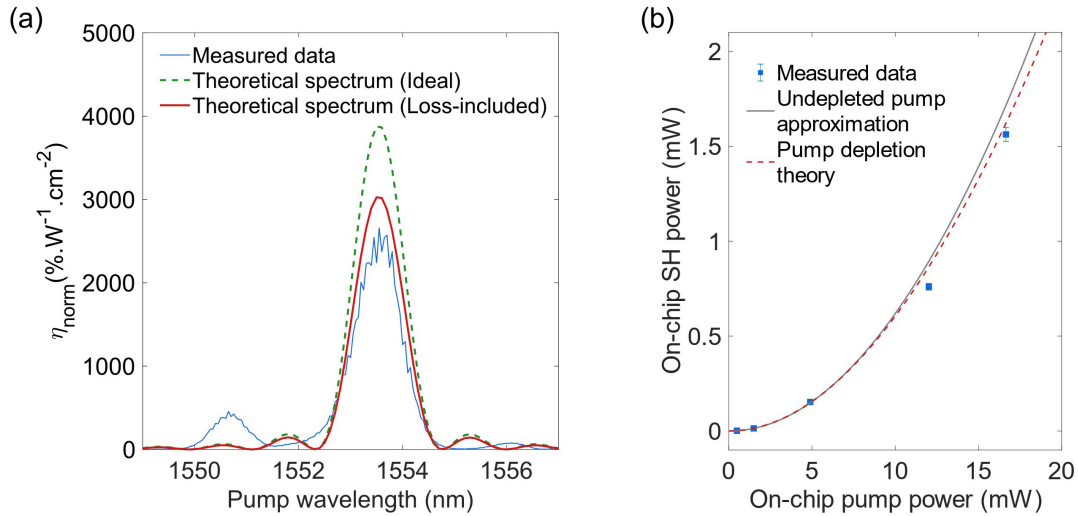 (a)
5000
4000
3000
2000
1000
0
η_norm(%.W⁻¹.cm⁻²)
Measured data
Theoretical spectrum (Ideal)
Theoretical spectrum (Loss-included)
1550 1552 1554 1556
Pump wavelength (nm)
(b)
2
1.5
1
0.5
0
On-chip SH power (mW)
Measured data
Undepleted pump
approximation
Pump depletion
theory
0 5 10 15 20
On-chip pump power (mW)